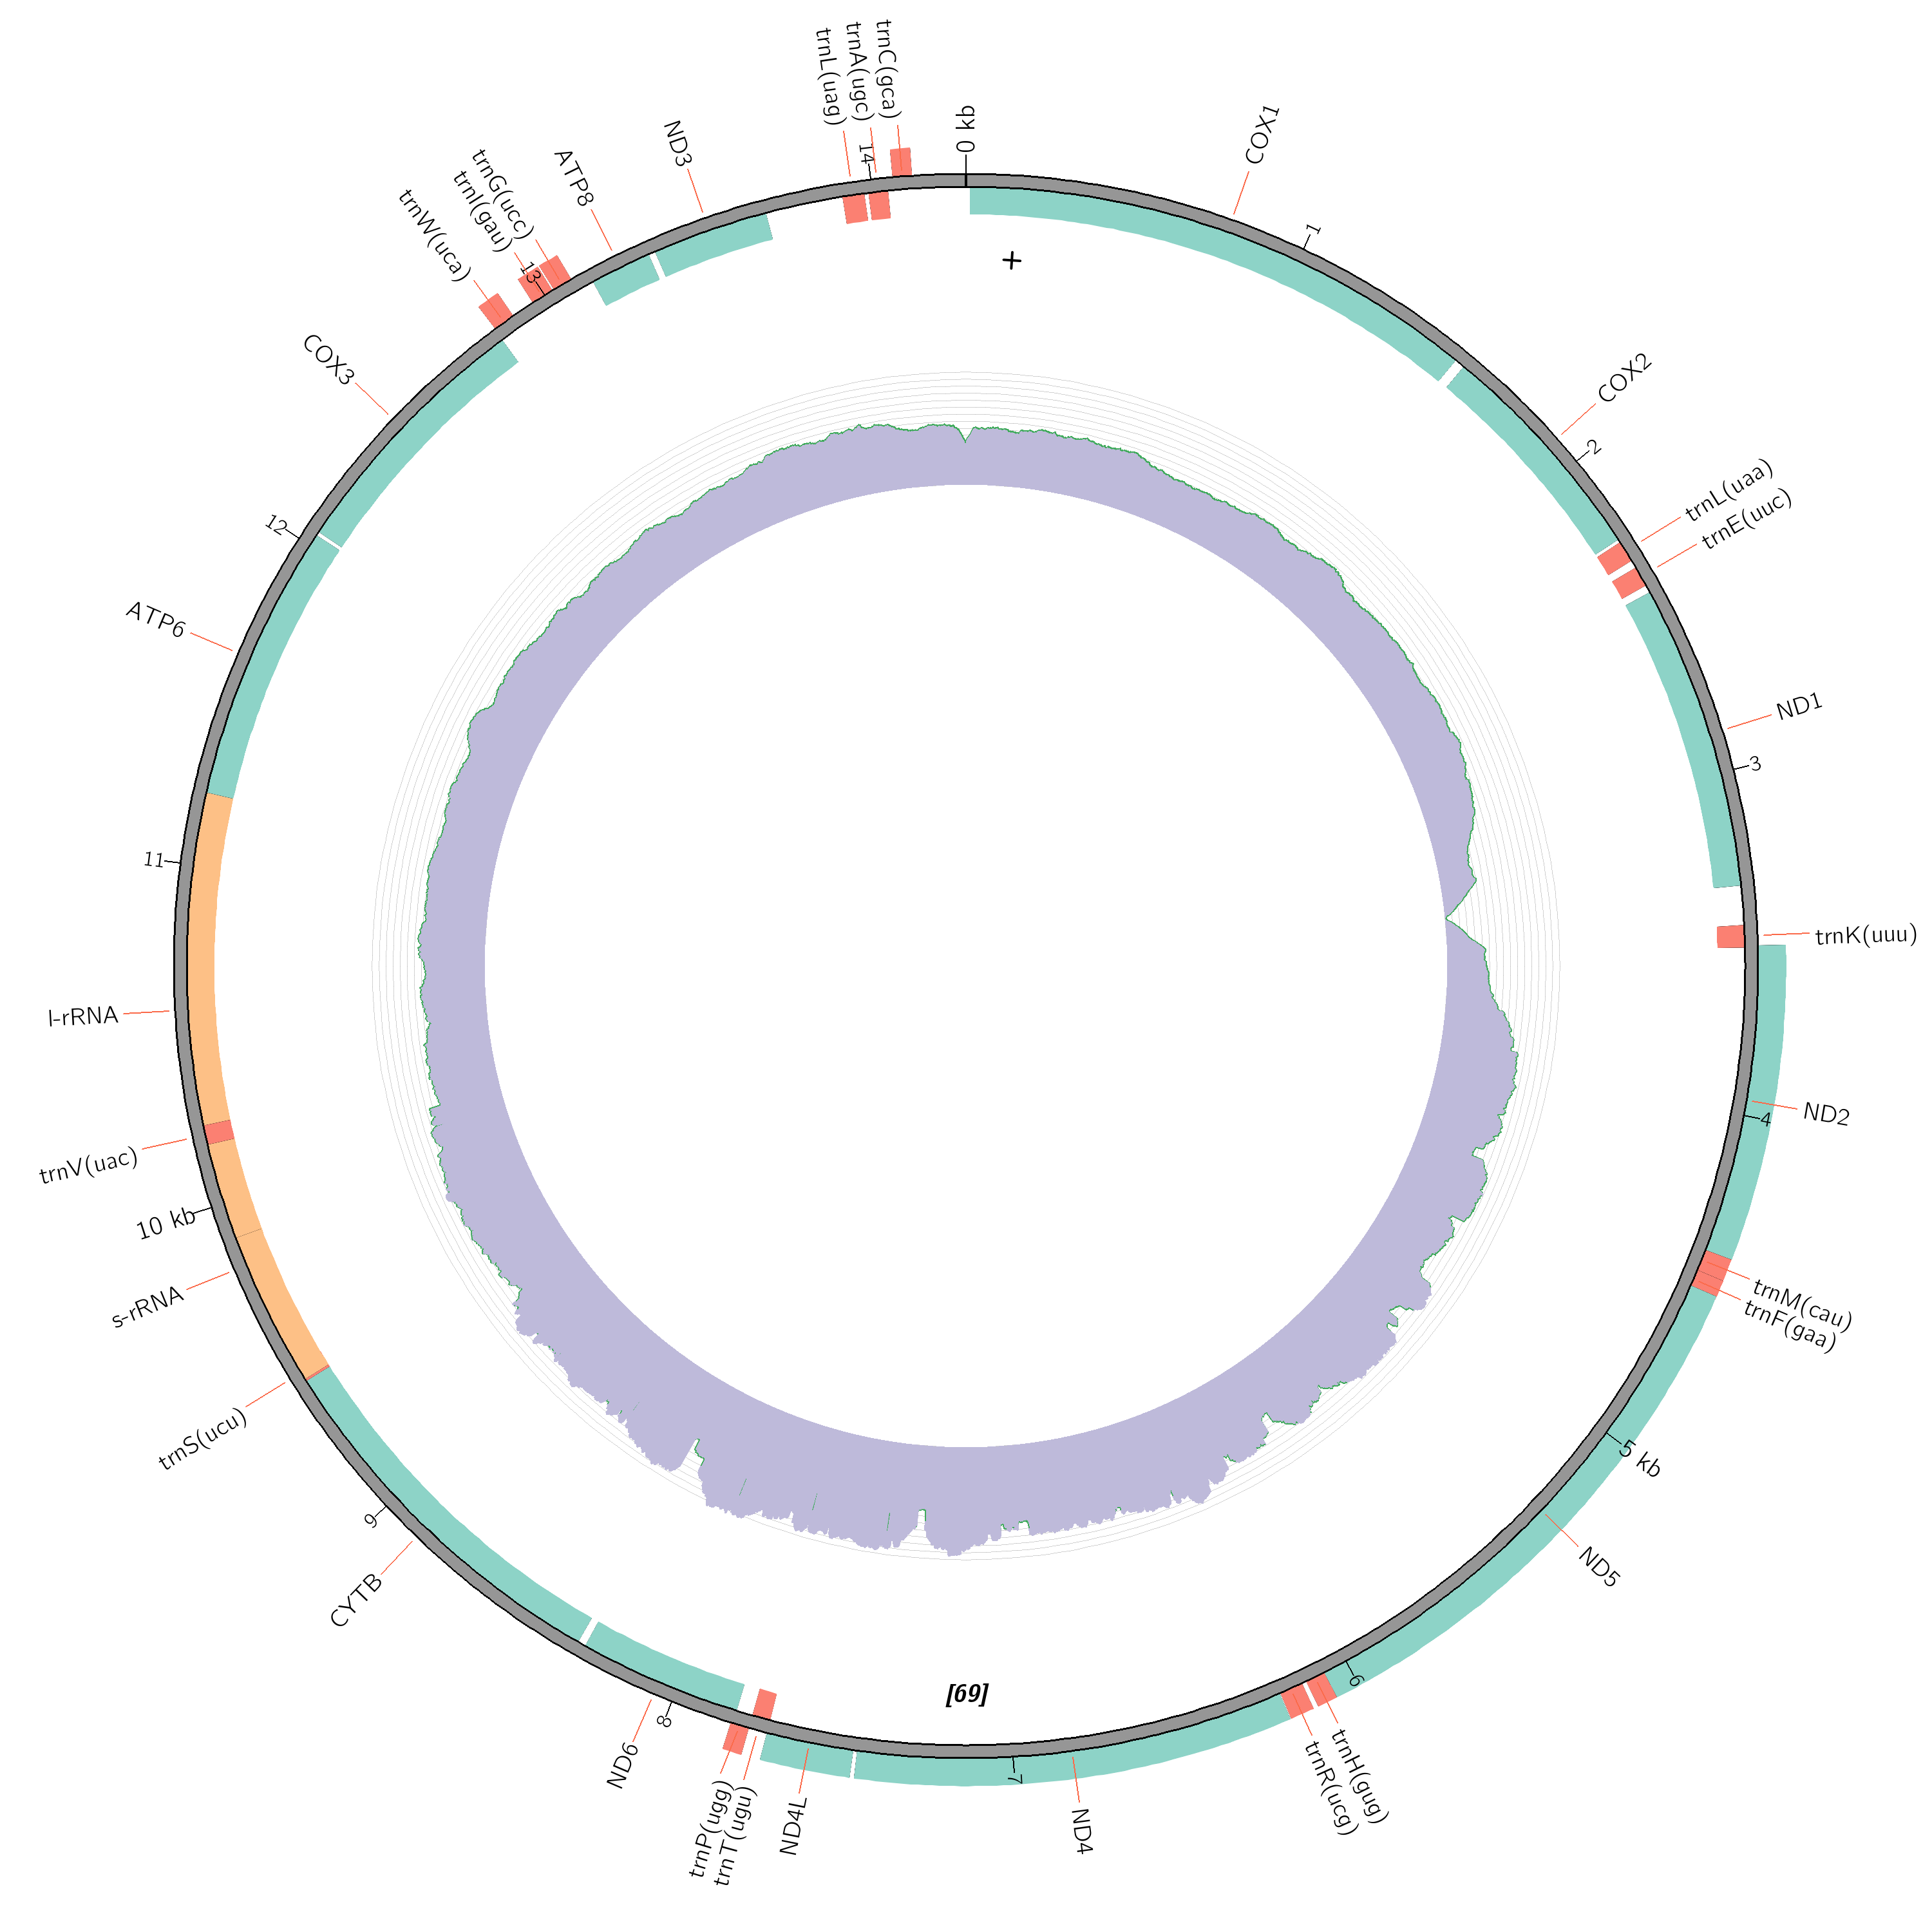 0 kb
COX1
1
COX2
2
trnL(uaa)
trnE(uuc)
ND1
3
trnK(uuu)
ND2
4
trnM(cau)
trnF(gaa)
5 kb
ND5
6
trnH(gug)
trnR(ucg)
ND4
7
ND4L
trnT(ugu)
trnP(ugg)
8
ND6
CYTB
9
trnS(ucu)
s-rRNA
10 kb
trnV(uac)
l-rRNA
11
ATP6
12
COX3
trnW(uca)
13
trnI(gau)
trnG(ucc)
ATP8
ND3
trnL(uag)
14
trnA(ugc)
trnC(gca)
+
[69]